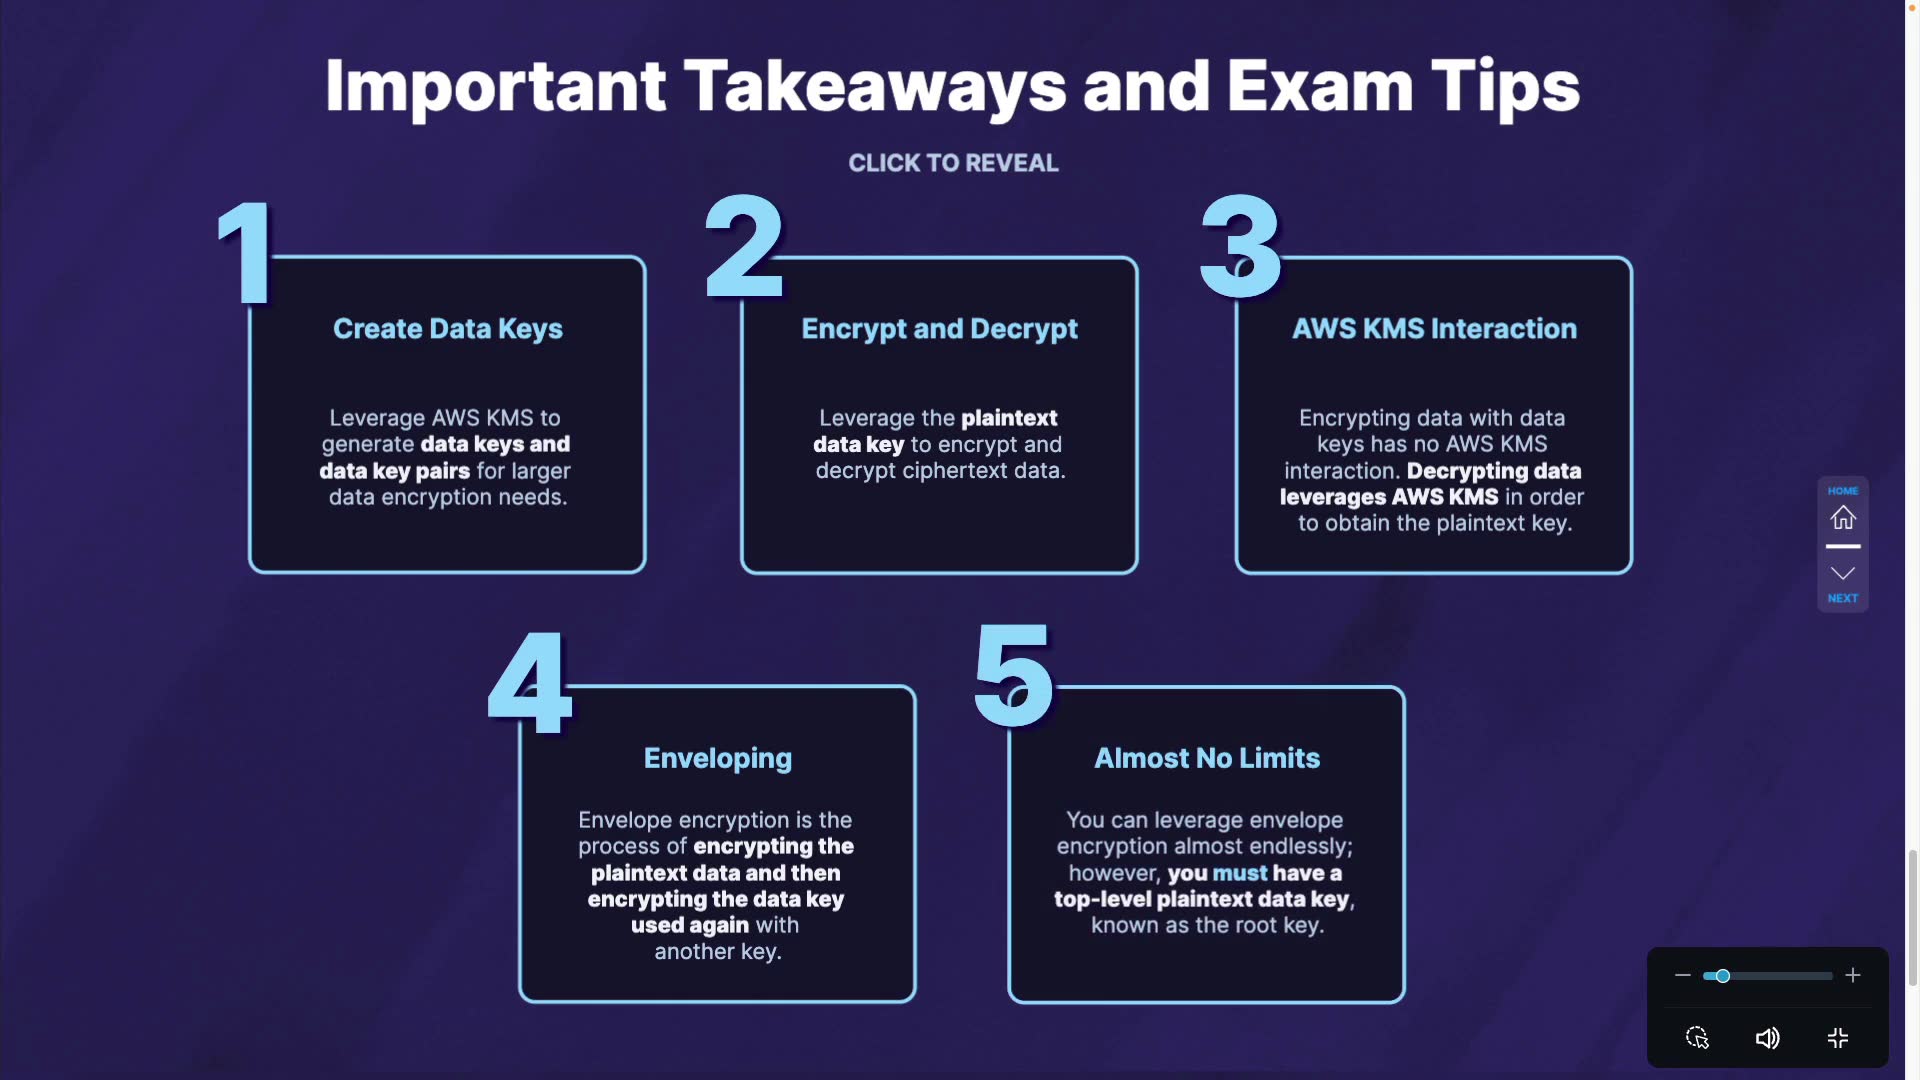 Important Takeaways and Exam Tips
CLICK TO REVEAL
1
Create Data Keys
Leverage AWS KMS to
generate data keys and
data key pairs for larger
data encryption needs.
2
Encrypt and Decrypt
Leverage the plaintext
data key to encrypt and
decrypt ciphertext data.
3
AWS KMS Interaction
Encrypting data with data
keys has no AWS KMS
interaction. Decrypting data
leverages AWS KMS in order
to obtain the plaintext key.
4
Enveloping
Envelope encryption is the
process of encrypting the
plaintext data and then
encrypting the data key
used again with
another key.
5
Almost No Limits
You can leverage envelope
encryption almost endlessly;
however, you must have a
top-level plaintext data key,
known as the root key.
HOME
NEXT